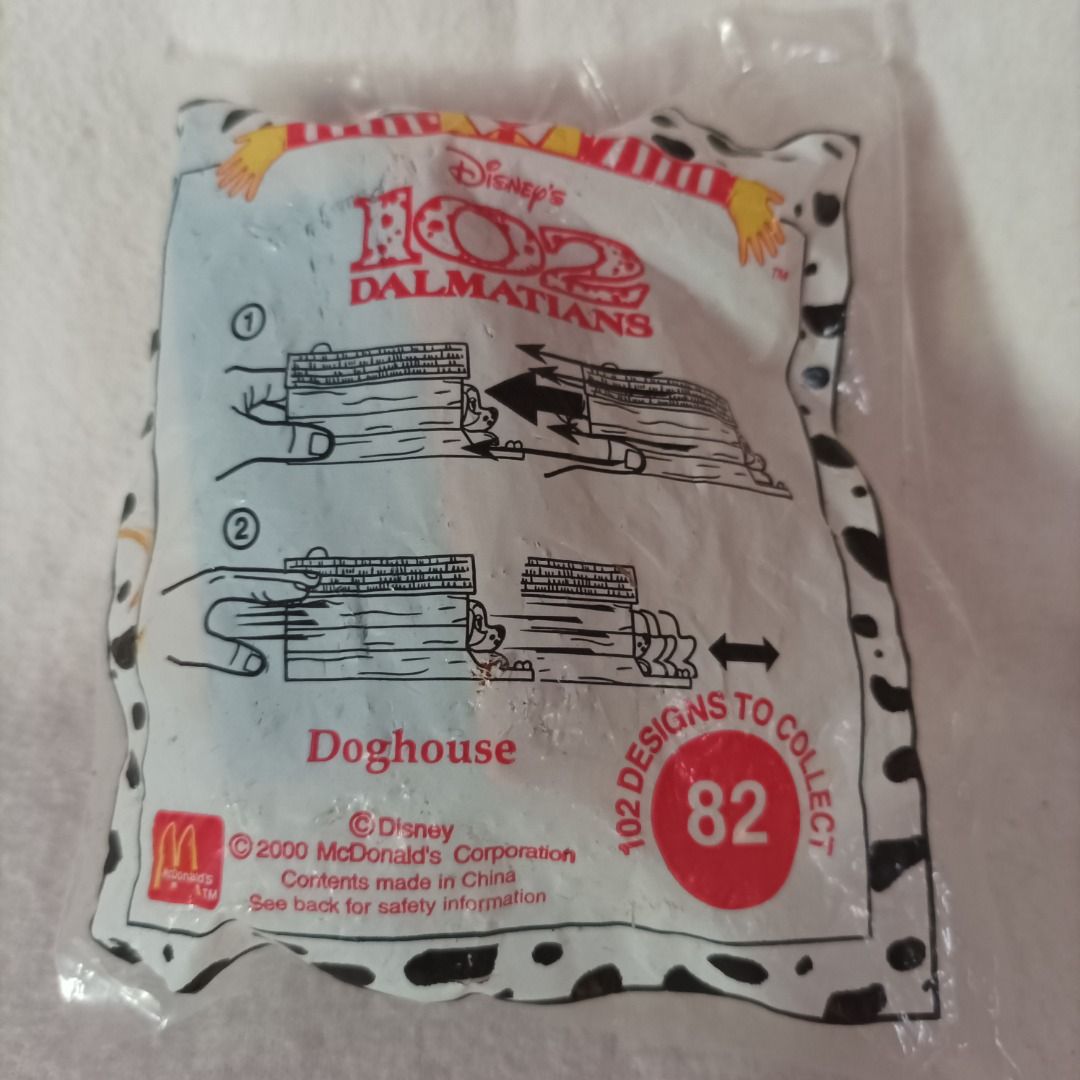 Disney's
102
DALMATIANS
TM
1
2
Doghouse
102 DESIGNS TO COLLECT
82
M
McDonald's
TM
© Disney
© 2000 McDonald's Corporation
Contents made in China
See back for safety information